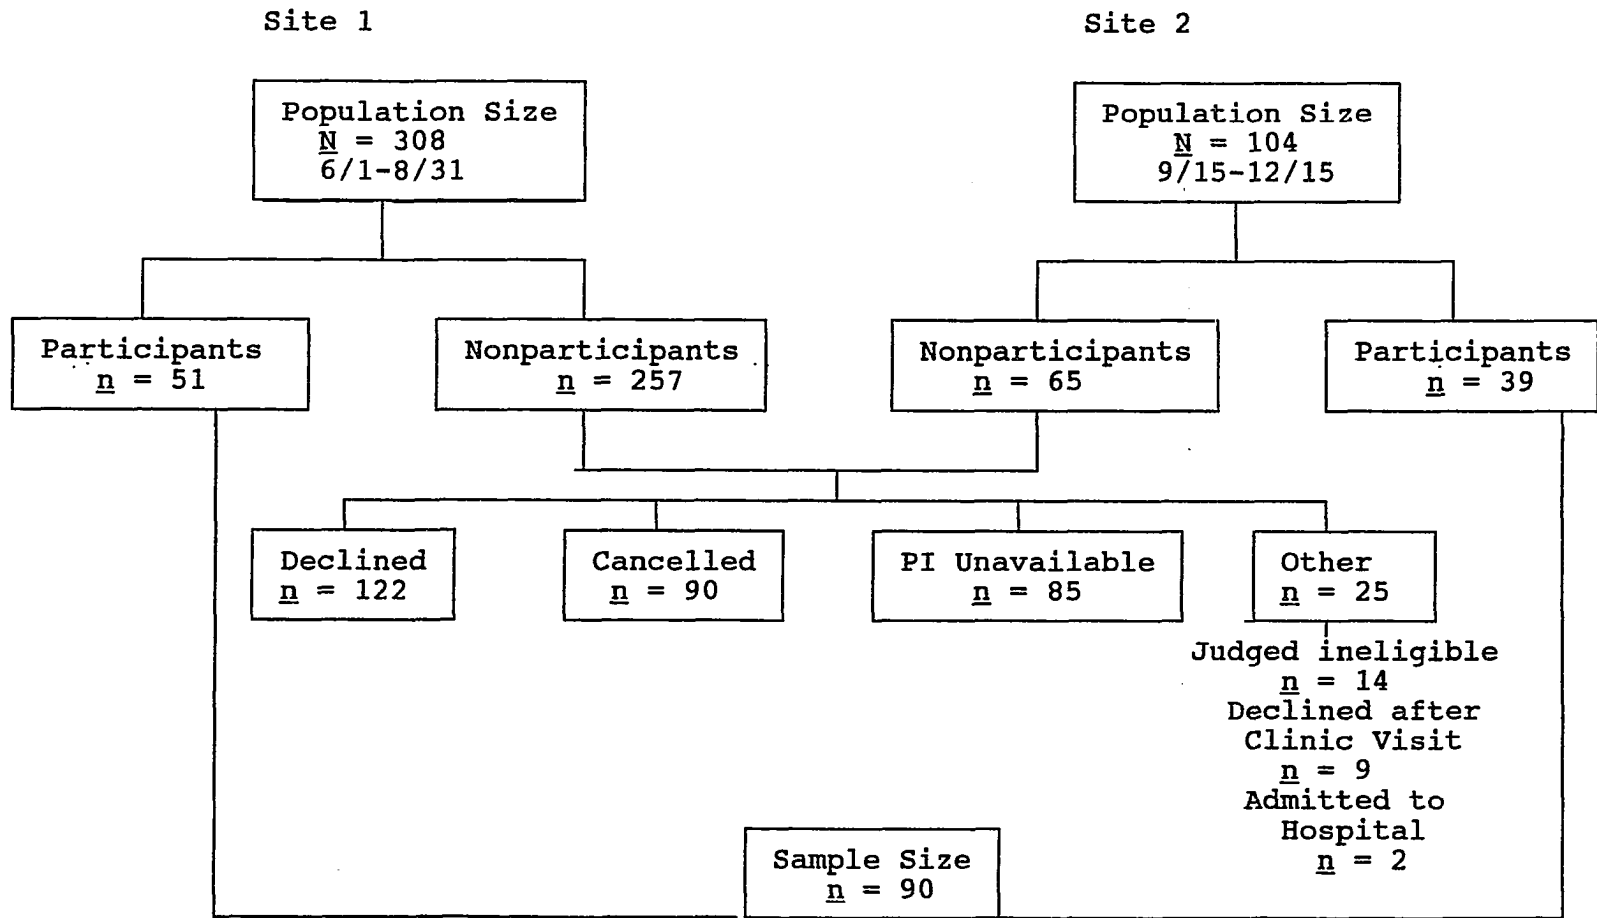 Site 1
Site 2
Population Size
N = 308
6/1-8/31
Population Size
N = 104
9/15-12/15
Participants
n = 51
Nonparticipants
n = 257
Nonparticipants
n = 65
Participants
n = 39
Declined
n = 122
Cancelled
n = 90
PI Unavailable
n = 85
Other
n = 25
Judged ineligible
n = 14
Declined after
Clinic Visit
n = 9
Admitted to
Hospital
n = 2
Sample Size
n = 90